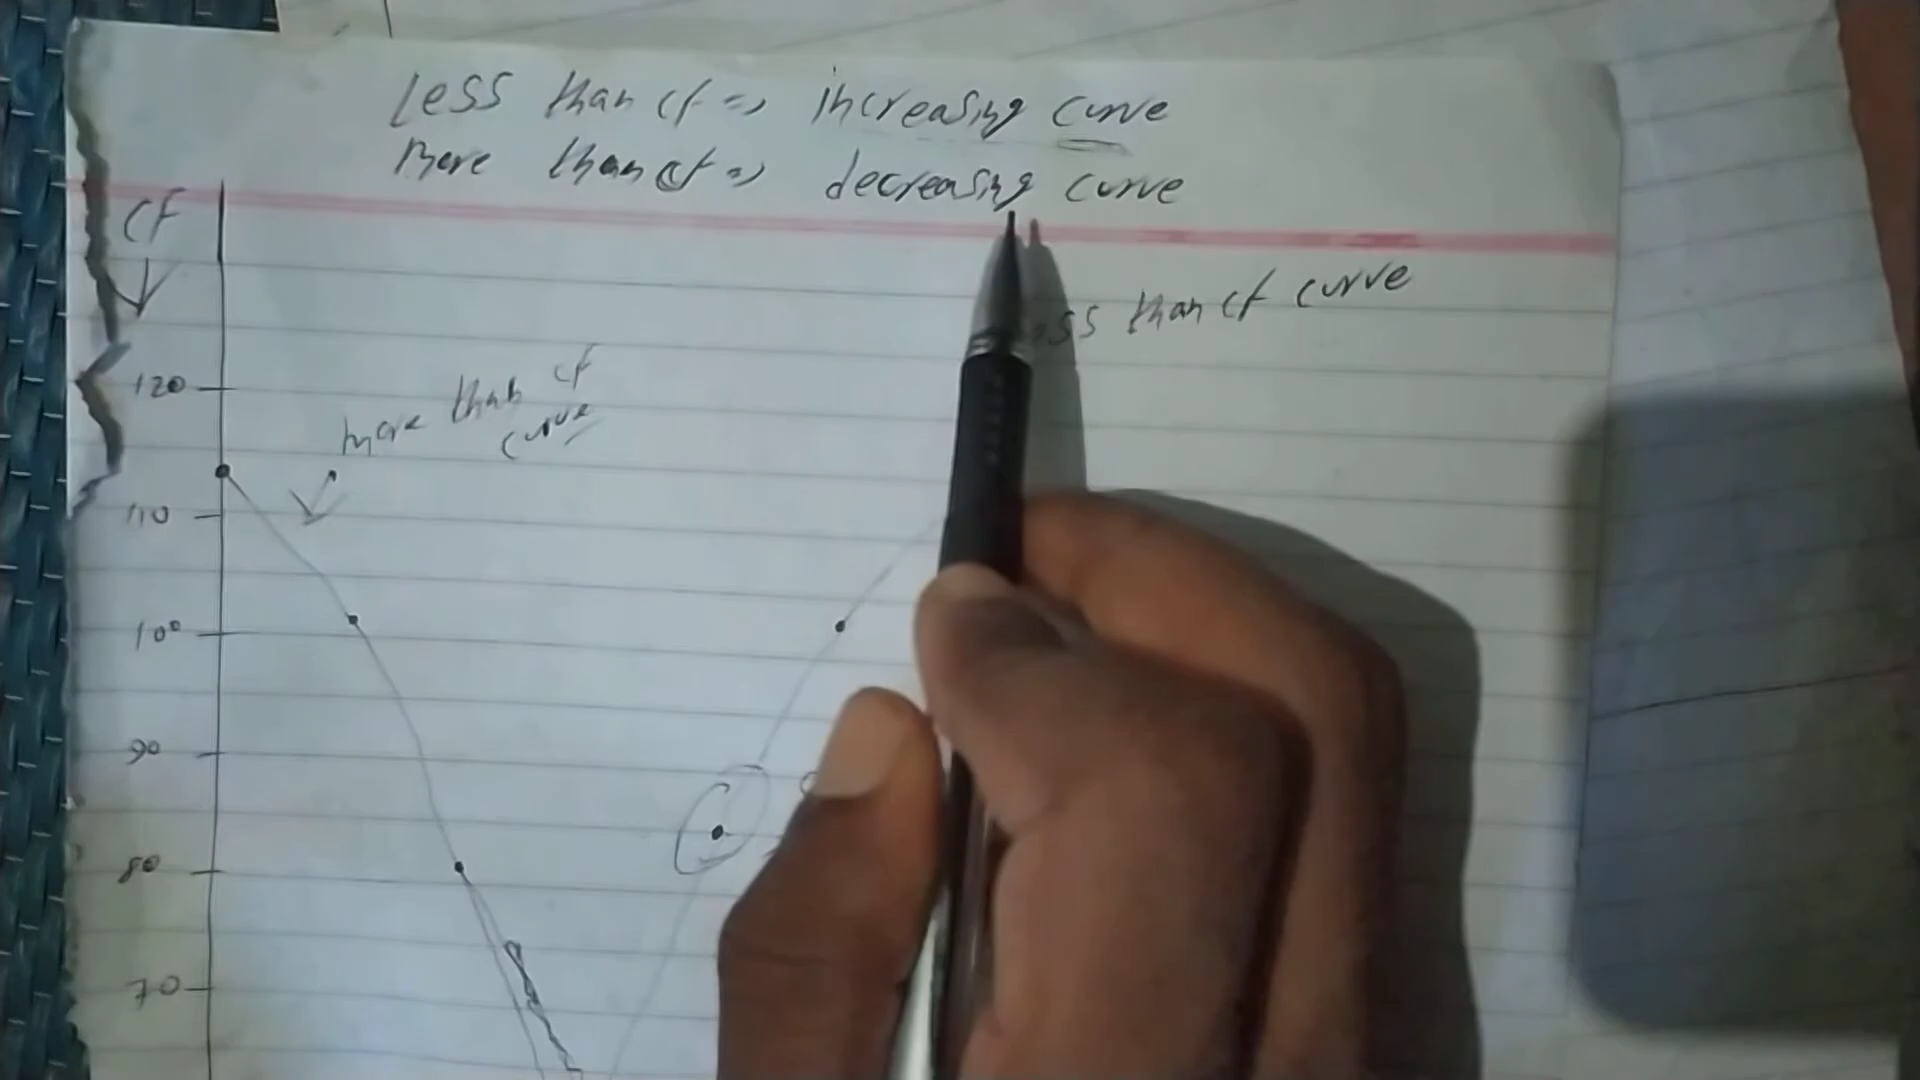 Less than cf => increasing curve
More than cf => decreasing curve
CF
than cf curve
120
more than cf
curve
110
100
90
80
70